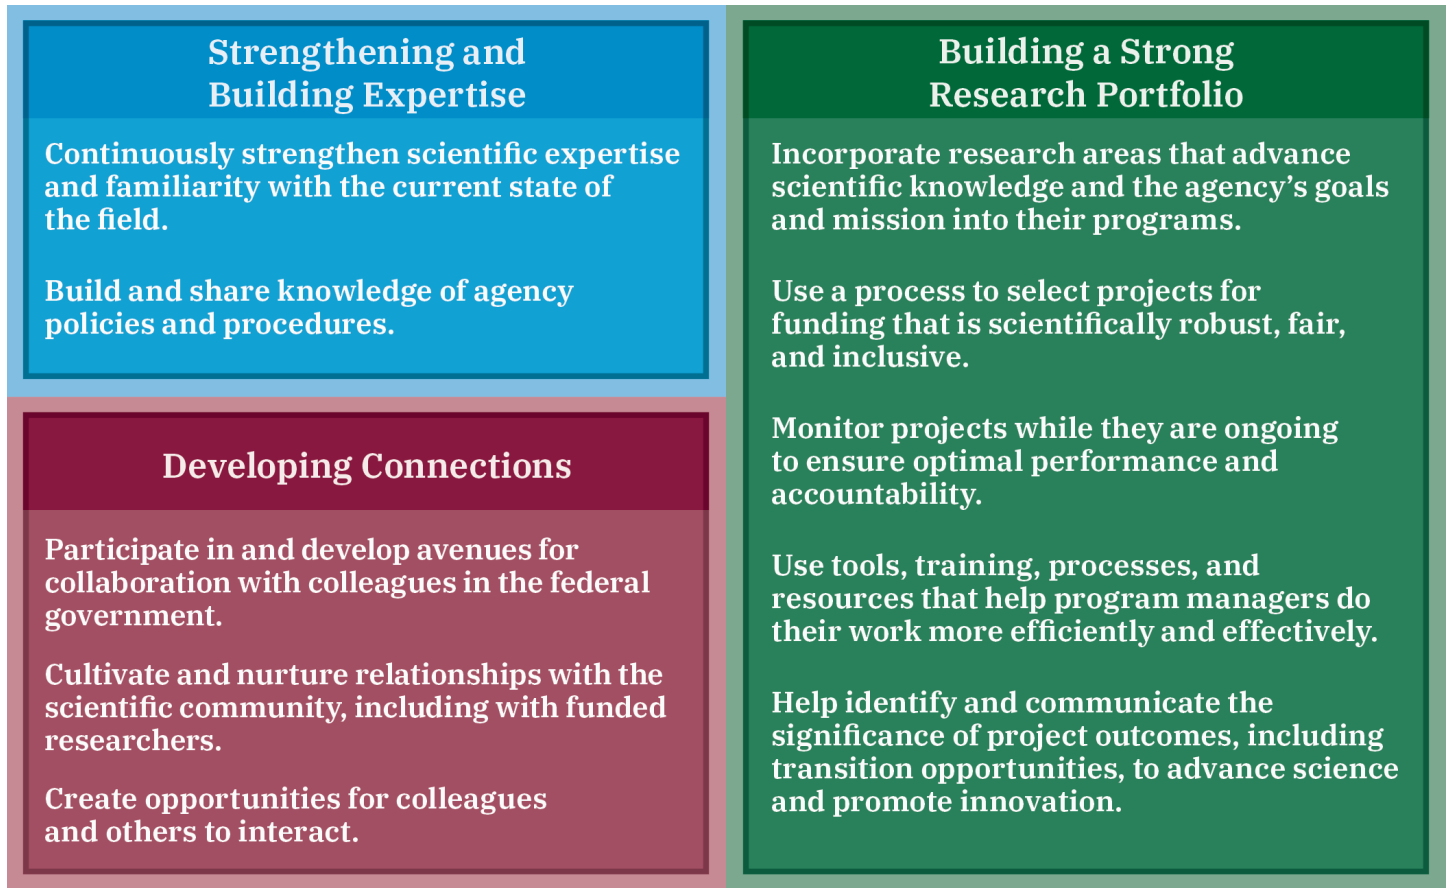 Strengthening and
Building Expertise
Continuously strengthen scientific expertise
and familiarity with the current state of
the field.
Build and share knowledge of agency
policies and procedures.
Developing Connections
Participate in and develop avenues for
collaboration with colleagues in the federal
government.
Cultivate and nurture relationships with the
scientific community, including with funded
researchers.
Create opportunities for colleagues
and others to interact.
Building a Strong
Research Portfolio
Incorporate research areas that advance
scientific knowledge and the agency’s goals
and mission into their programs.
Use a process to select projects for
funding that is scientifically robust, fair,
and inclusive.
Monitor projects while they are ongoing
to ensure optimal performance and
accountability.
Use tools, training, processes, and
resources that help program managers do
their work more efficiently and effectively.
Help identify and communicate the
significance of project outcomes, including
transition opportunities, to advance science
and promote innovation.